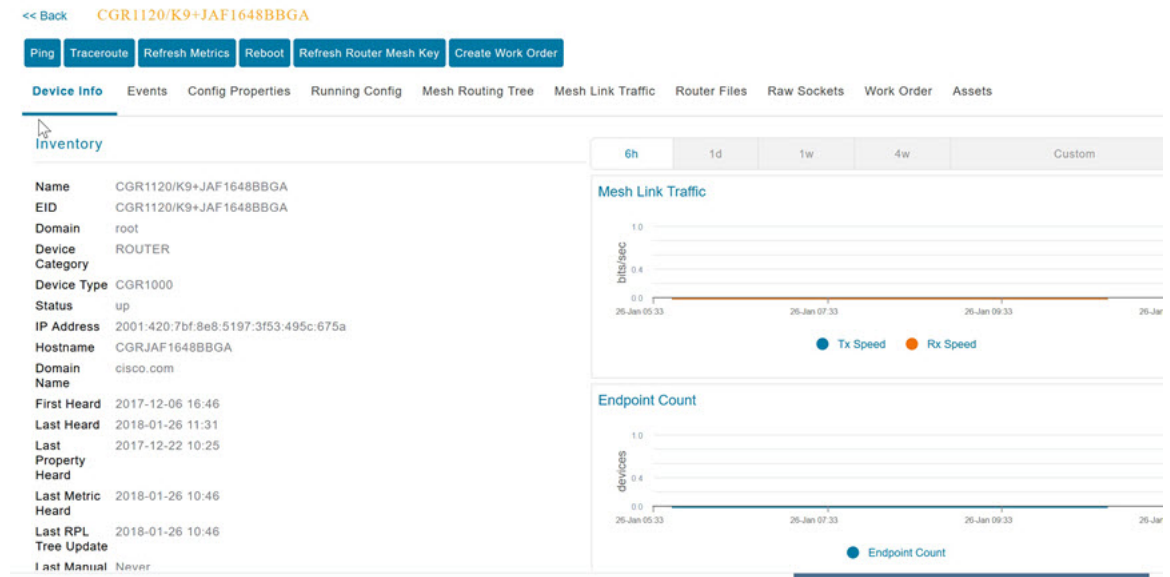 << Back CGR1120/K9+JAF1648BBGA
Ping Traceroute Refresh Metrics Reboot Refresh Router Mesh Key Create Work Order
Device Info Events Config Properties Running Config Mesh Routing Tree Mesh Link Traffic Router Files Raw Sockets Work Order Assets
Inventory
Name CGR1120/K9+JAF1648BBGA
EID CGR1120/K9+JAF1648BBGA
Domain root
Device ROUTER
Category
Device Type CGR1000
Status up
IP Address 2001:420:7bf:8e8:5197:3f53:495c:675a
Hostname CGRJAF1648BBGA
Domain cisco.com
Name
First Heard 2017-12-06 16:46
Last Heard 2018-01-26 11:31
Last 2017-12-22 10:25
Property
Heard
Last Metric 2018-01-26 10:46
Heard
Last RPL 2018-01-26 10:46
Tree Update
Last Manual Never
6h 1d 1w 4w Custom
Mesh Link Traffic
1.0
bits/sec
0.4
0.0
26-Jan 05:33 26-Jan 07:33 26-Jan 09:33 26-Jan
Tx Speed Rx Speed
Endpoint Count
1.0
devices
0.4
0.0
26-Jan 05:33 26-Jan 07:33 26-Jan 09:33 26-Jan
Endpoint Count